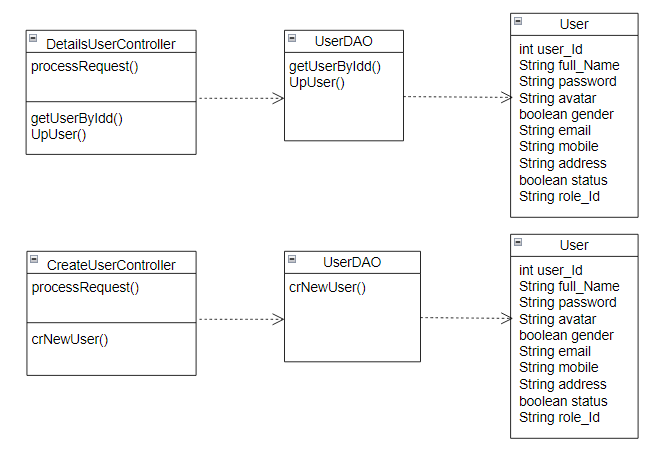 DetailsUserController
processRequest()
getUserByIdd()
UpUser()
UserDAO
getUserByIdd()
UpUser()
User
int user_Id
String full_Name
String password
String avatar
boolean gender
String email
String mobile
String address
boolean status
String role_Id
CreateUserController
processRequest()
crNewUser()
UserDAO
crNewUser()
User
int user_Id
String full_Name
String password
String avatar
boolean gender
String email
String mobile
String address
boolean status
String role_Id